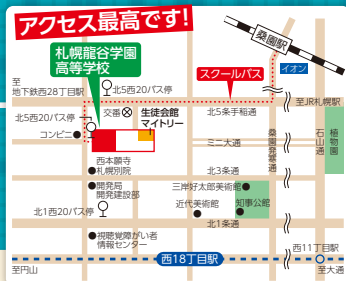 アクセス最高です!
桑園駅
札幌龍谷学園
高等学校
イオン
スクールバス
至
地下鉄西28丁目駅
北5西20バス停
至JR札幌駅
交番
生徒会館
マイトリー
北5条手稲通
北5西20バス停
コンビニ
ミニ大通
桑園発寒通
石山通
植物園
西本願寺
札幌別院
北3条通
開発局
開発建設部
三岸好太郎美術館
近代美術館
知事公館
北1西20バス停
北1条通
視聴覚障がい者
情報センター
西11丁目駅
西18丁目駅
至円山
至大通